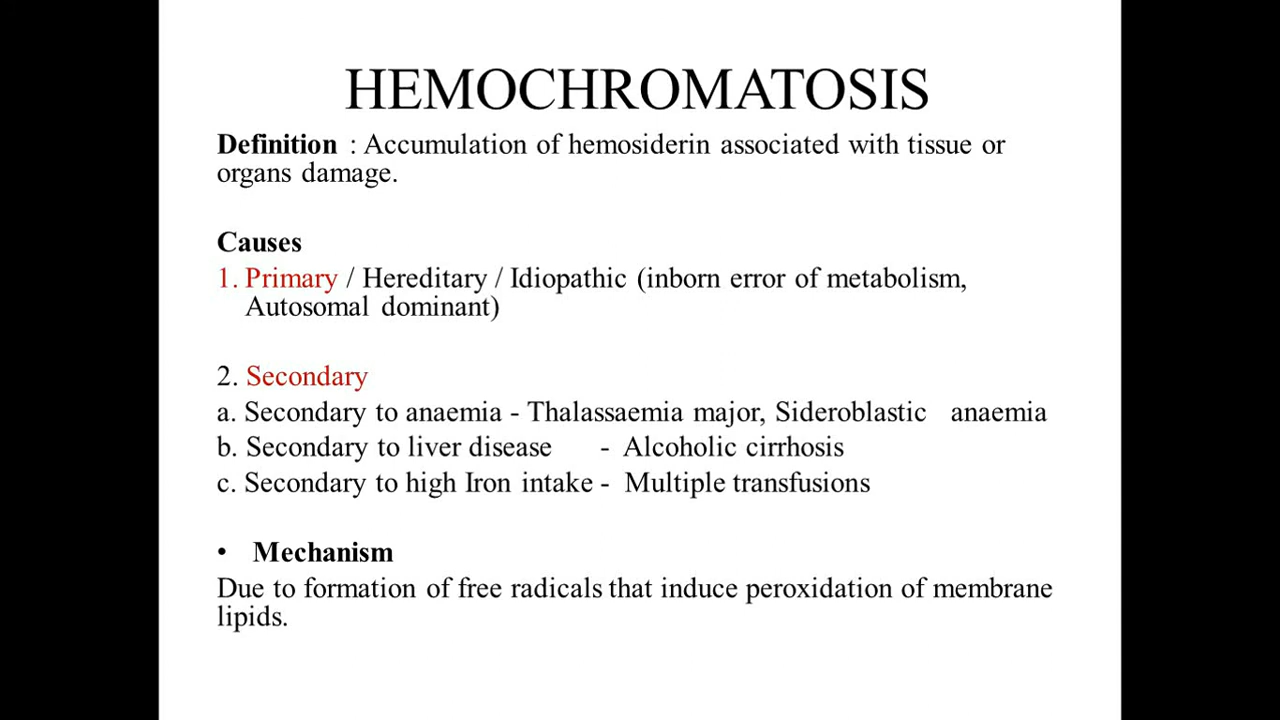 HEMOCHROMATOSIS
Definition : Accumulation of hemosiderin associated with tissue or
organs damage.
Causes
1. Primary / Hereditary / Idiopathic (inborn error of metabolism,
Autosomal dominant)
2. Secondary
a. Secondary to anaemia - Thalassaemia major, Sideroblastic anaemia
b. Secondary to liver disease - Alcoholic cirrhosis
c. Secondary to high Iron intake - Multiple transfusions
• Mechanism
Due to formation of free radicals that induce peroxidation of membrane
lipids.